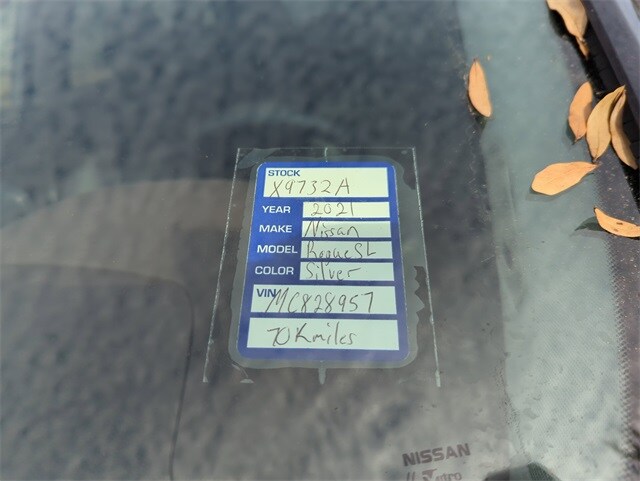 STOCK
X9732A
YEAR 2021
MAKE Nissan
MODEL Rogue SL
COLOR Silver
VIN MC828957
70K miles
NISSAN